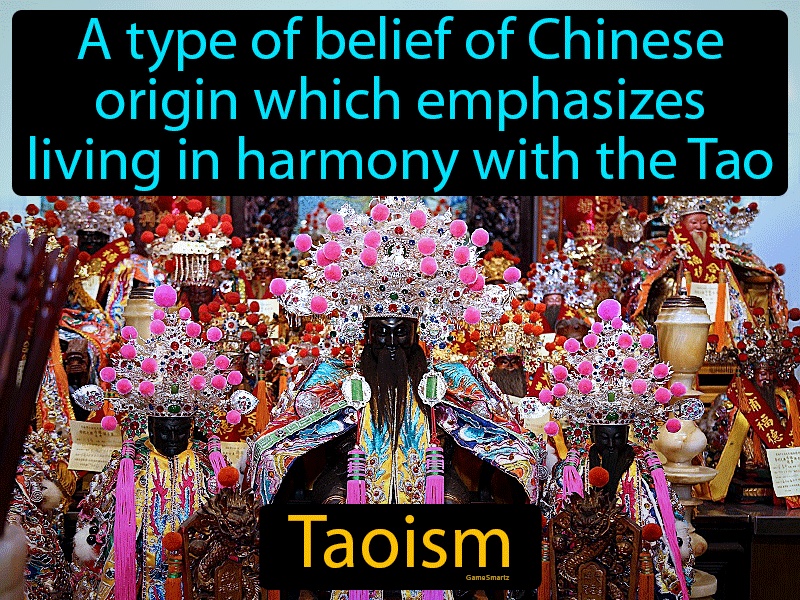 A type of belief of Chinese
origin which emphasizes
living in harmony with the Tao
Taoism
GameSmartz